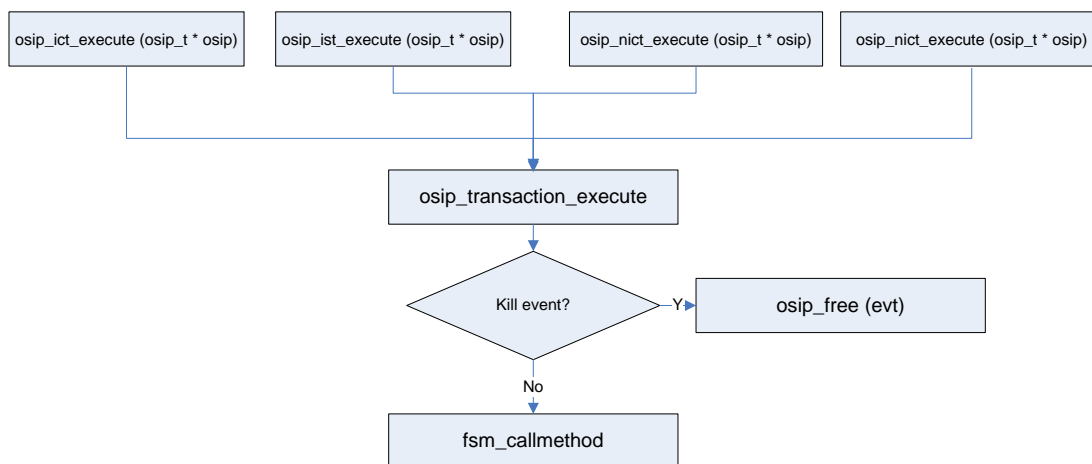 osip_ict_execute (osip_t * osip)
osip_ist_execute (osip_t * osip)
osip_nict_execute (osip_t * osip)
osip_nict_execute (osip_t * osip)
osip_transaction_execute
Kill event?
Y
osip_free (evt)
No
fsm_callmethod